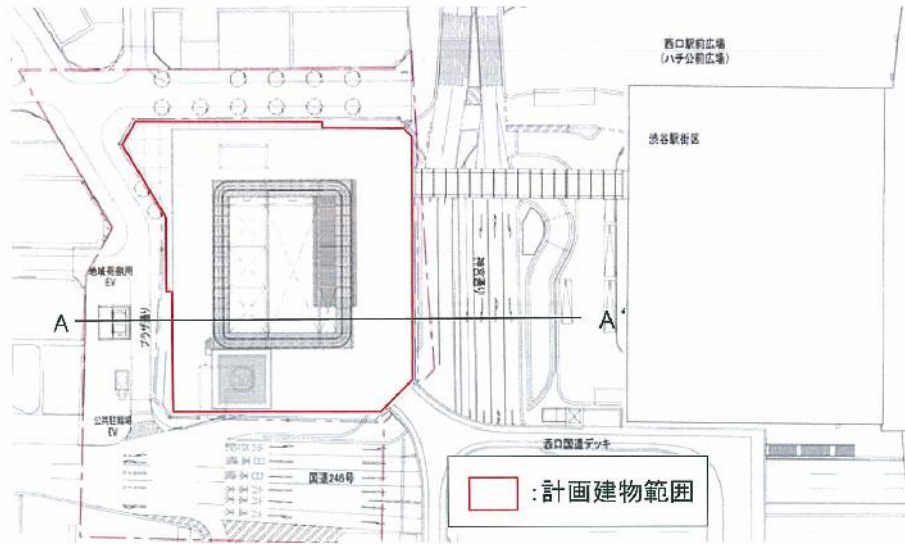 西口駅前広場
(ハチ公前広場)
渋谷駅街区
地域荷捌用
EV
A
A'
プラザ通り
公共駐輪場
EV
国道246号
西口国道デッキ
:計画建物範囲